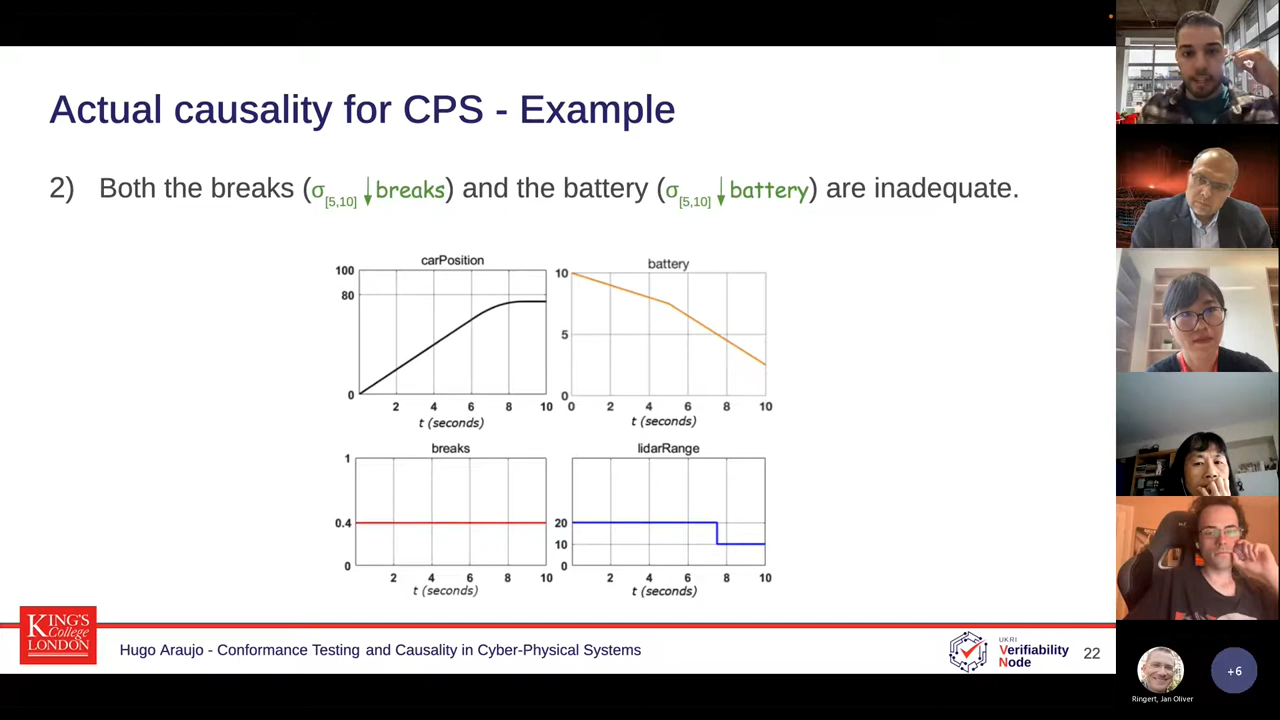 Actual causality for CPS - Example
2) Both the breaks (σ[5,10]↓breaks) and the battery (σ[5,10]↓battery) are inadequate.
carPosition
100
80
0
2 4 6 8 10
t (seconds)
battery
10
5
0
0 2 4 6 8 10
t (seconds)
breaks
1
0.4
0
2 4 6 8 10
t (seconds)
lidarRange
20
10
0
2 4 6 8 10
t (seconds)
KING'S
College
LONDON
Hugo Araujo - Conformance Testing and Causality in Cyber-Physical Systems
UKRI
Verifiability
Node
22
Ringert, Jan Oliver
+6